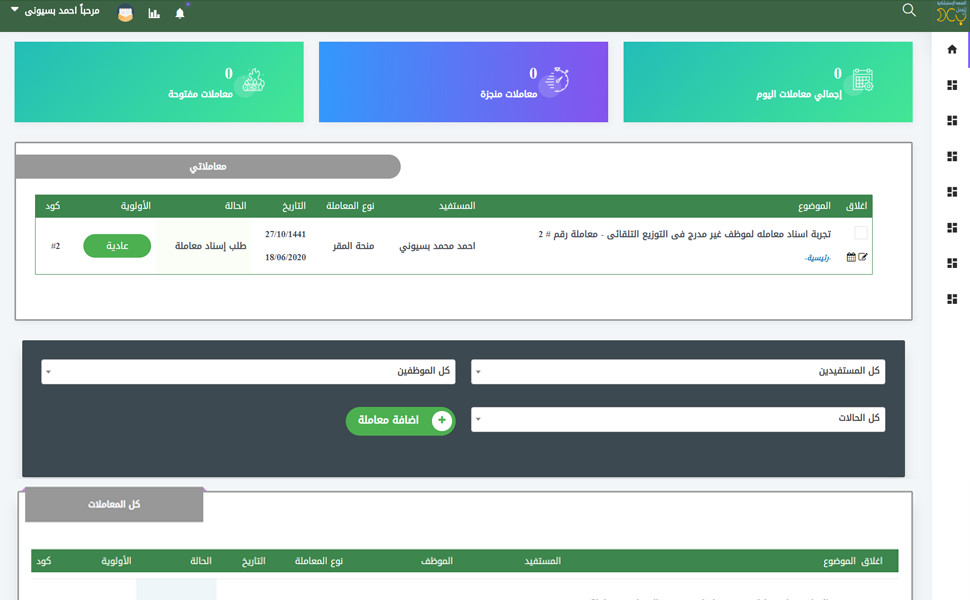 مرحباً احمد بسيونى
0
إجمالي معاملات اليوم
0
معاملات منجزة
0
معاملات مفتوحة
معاملاتي
اغلاق الموضوع المستفيد نوع المعاملة التاريخ الحالة الأولوية كود
تجربة اسناد معامله لموظف غير مدرج فى التوزيع التلقائى - معاملة رقم # 2
-رئيسية-
احمد محمد بسيوني
منحة المقر
27/10/1441
18/06/2020
طلب إسناد معاملة
عادية
#2
كل المستفيدين
كل الموظفين
كل الحالات
اضافة معاملة
كل المعاملات
اغلاق الموضوع المستفيد الموظف نوع المعاملة التاريخ الحالة الأولوية كود